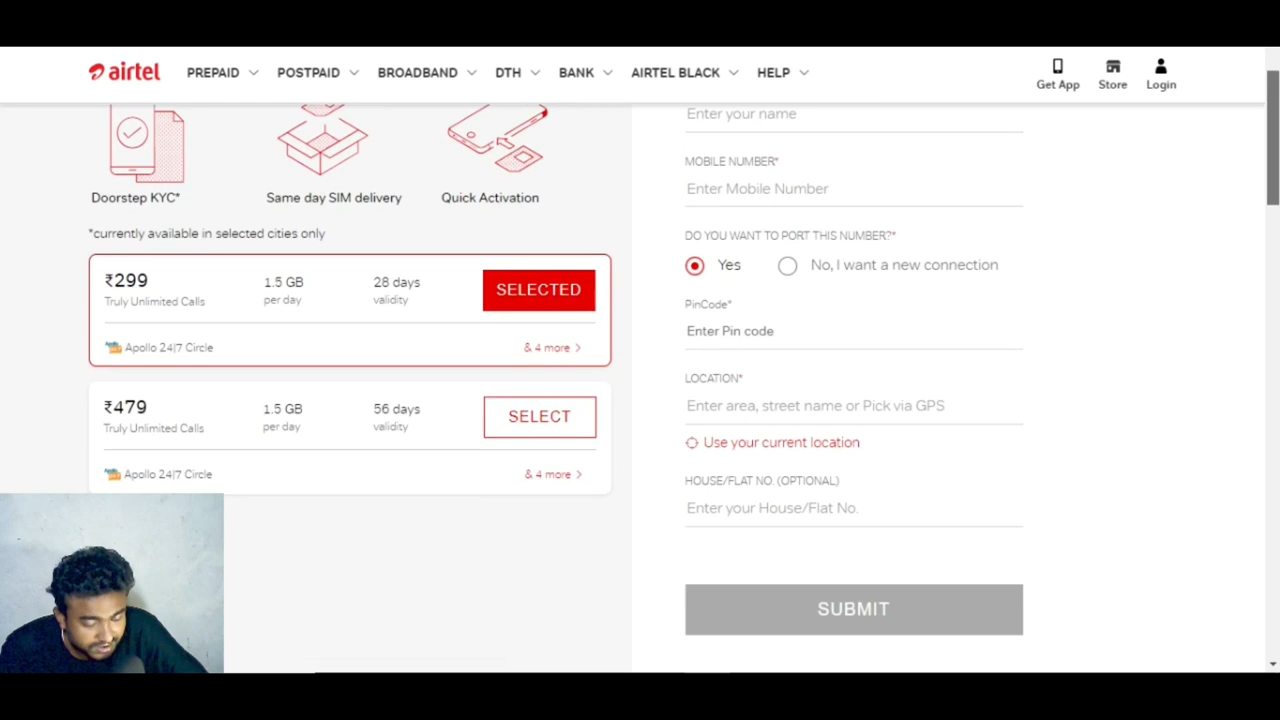 airtel PREPAID POSTPAID BROADBAND DTH BANK AIRTEL BLACK HELP Get App Store Login
Doorstep KYC* Same day SIM delivery Quick Activation
*currently available in selected cities only
₹299 1.5 GB 28 days SELECTED
Truly Unlimited Calls per day validity
Apollo 24|7 Circle & 4 more >
₹479 1.5 GB 56 days SELECT
Truly Unlimited Calls per day validity
Apollo 24|7 Circle & 4 more >
Enter your name
MOBILE NUMBER*
Enter Mobile Number
DO YOU WANT TO PORT THIS NUMBER?*
Yes No, I want a new connection
PinCode*
Enter Pin code
LOCATION*
Enter area, street name or Pick via GPS
Use your current location
HOUSE/FLAT NO. (OPTIONAL)
Enter your House/Flat No.
SUBMIT